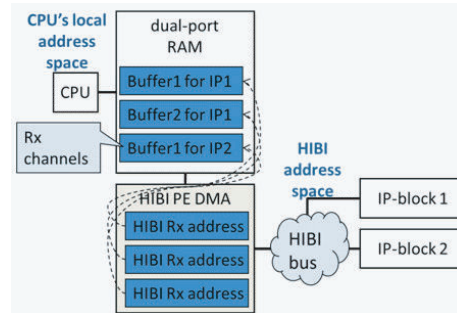 CPU's local
address
space
dual-port
RAM
CPU
Buffer1 for IP1
Buffer2 for IP1
Buffer1 for IP2
Rx
channels
HIBI
address
space
HIBI PE DMA
HIBI Rx address
HIBI Rx address
HIBI Rx address
HIBI
bus
IP-block 1
IP-block 2